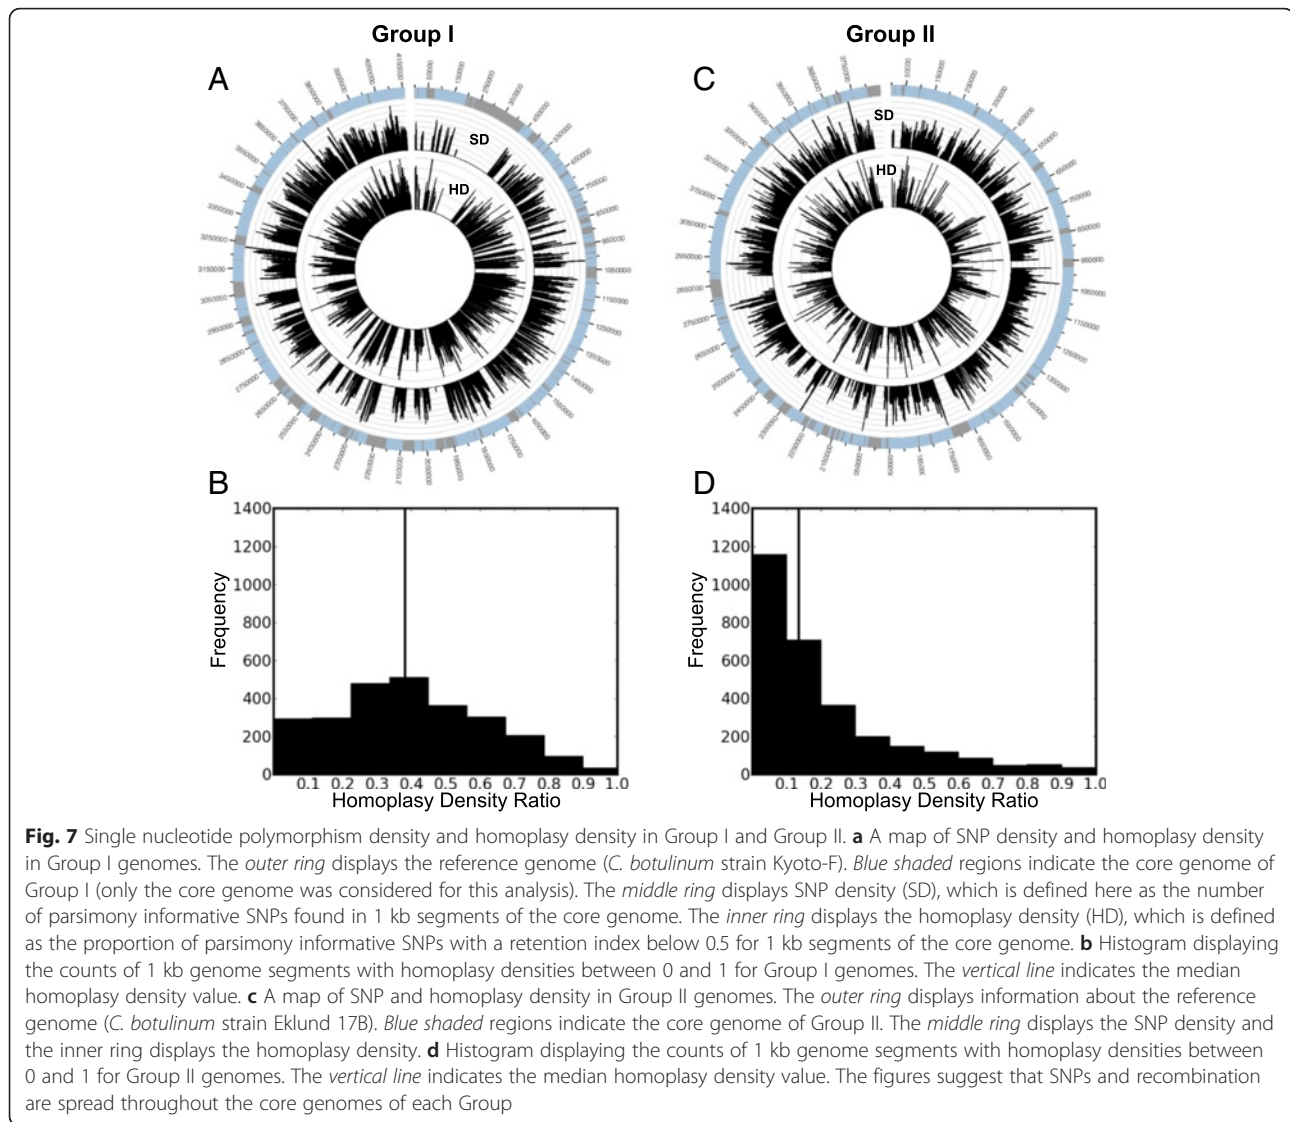 Group I
Group II
A
C
SD
HD
SD
HD
B
D
1400
1200
1000
800
600
400
200
0
Frequency
0.1 0.2 0.3 0.4 0.5 0.6 0.7 0.8 0.9 1.0
Homoplasy Density Ratio
1400
1200
1000
800
600
400
200
0
Frequency
0.1 0.2 0.3 0.4 0.5 0.6 0.7 0.8 0.9 1.0
Homoplasy Density Ratio
Fig. 7 Single nucleotide polymorphism density and homoplasy density in Group I and Group II. a A map of SNP density and homoplasy density
in Group I genomes. The outer ring displays the reference genome (C. botulinum strain Kyoto-F). Blue shaded regions indicate the core genome of
Group I (only the core genome was considered for this analysis). The middle ring displays SNP density (SD), which is defined here as the number
of parsimony informative SNPs found in 1 kb segments of the core genome. The inner ring displays the homoplasy density (HD), which is defined
as the proportion of parsimony informative SNPs with a retention index below 0.5 for 1 kb segments of the core genome. b Histogram displaying
the counts of 1 kb genome segments with homoplasy densities between 0 and 1 for Group I genomes. The vertical line indicates the median
homoplasy density value. c A map of SNP and homoplasy density in Group II genomes. The outer ring displays information about the reference
genome (C. botulinum strain Eklund 17B). Blue shaded regions indicate the core genome of Group II. The middle ring displays the SNP density and
the inner ring displays the homoplasy density. d Histogram displaying the counts of 1 kb genome segments with homoplasy densities between
0 and 1 for Group II genomes. The vertical line indicates the median homoplasy density value. The figures suggest that SNPs and recombination
are spread throughout the core genomes of each Group